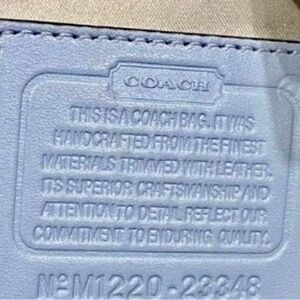 COACH
THIS IS A COACH BAG. IT WAS
HANDCRAFTED FROM THE FINEST
MATERIALS TRIMMED WITH LEATHER.
ITS SUPERIOR CRAFTSMANSHIP AND
ATTENTION TO DETAIL REFLECT OUR
COMMITMENT TO ENDURING QUALITY.
Nº M1220-23348